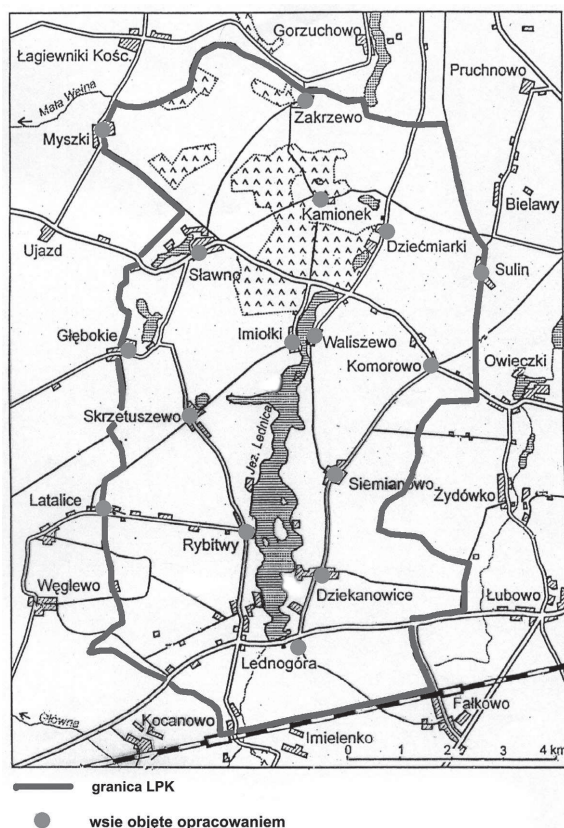 Gorzuchowo
Łagiewniki Kośc.
Pruchnowo
Mała Wełna
Zakrzewo
Myszki
Kamionek
Bielawy
Dziećmiarki
Ujazd
Sulin
Sławno
Imiołki
Waliszewo
Głębokie
Komorowo
Owieczki
Skrzetuszewo
Jez. Lednica
Siemianowo
Żydówko
Latalice
Rybitwy
Węglewo
Dziekanowice
Łubowo
Lednogóra
Fałkowo
Główna
Kocanowo
Imielenko
0 1 2 3 4 km
granica LPK
wsie objęte opracowaniem